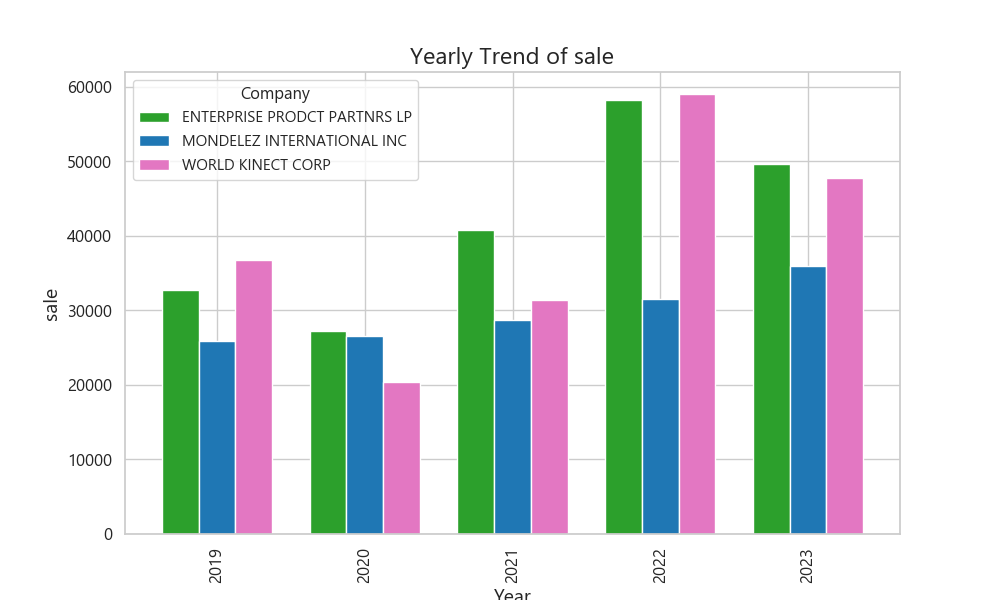 Yearly Trend of sale
Company
ENTERPRISE PRODCT PARTNRS LP
MONDELEZ INTERNATIONAL INC
WORLD KINECT CORP
sale
60000
50000
40000
30000
20000
10000
0
2019
2020
2021
2022
2023
Year